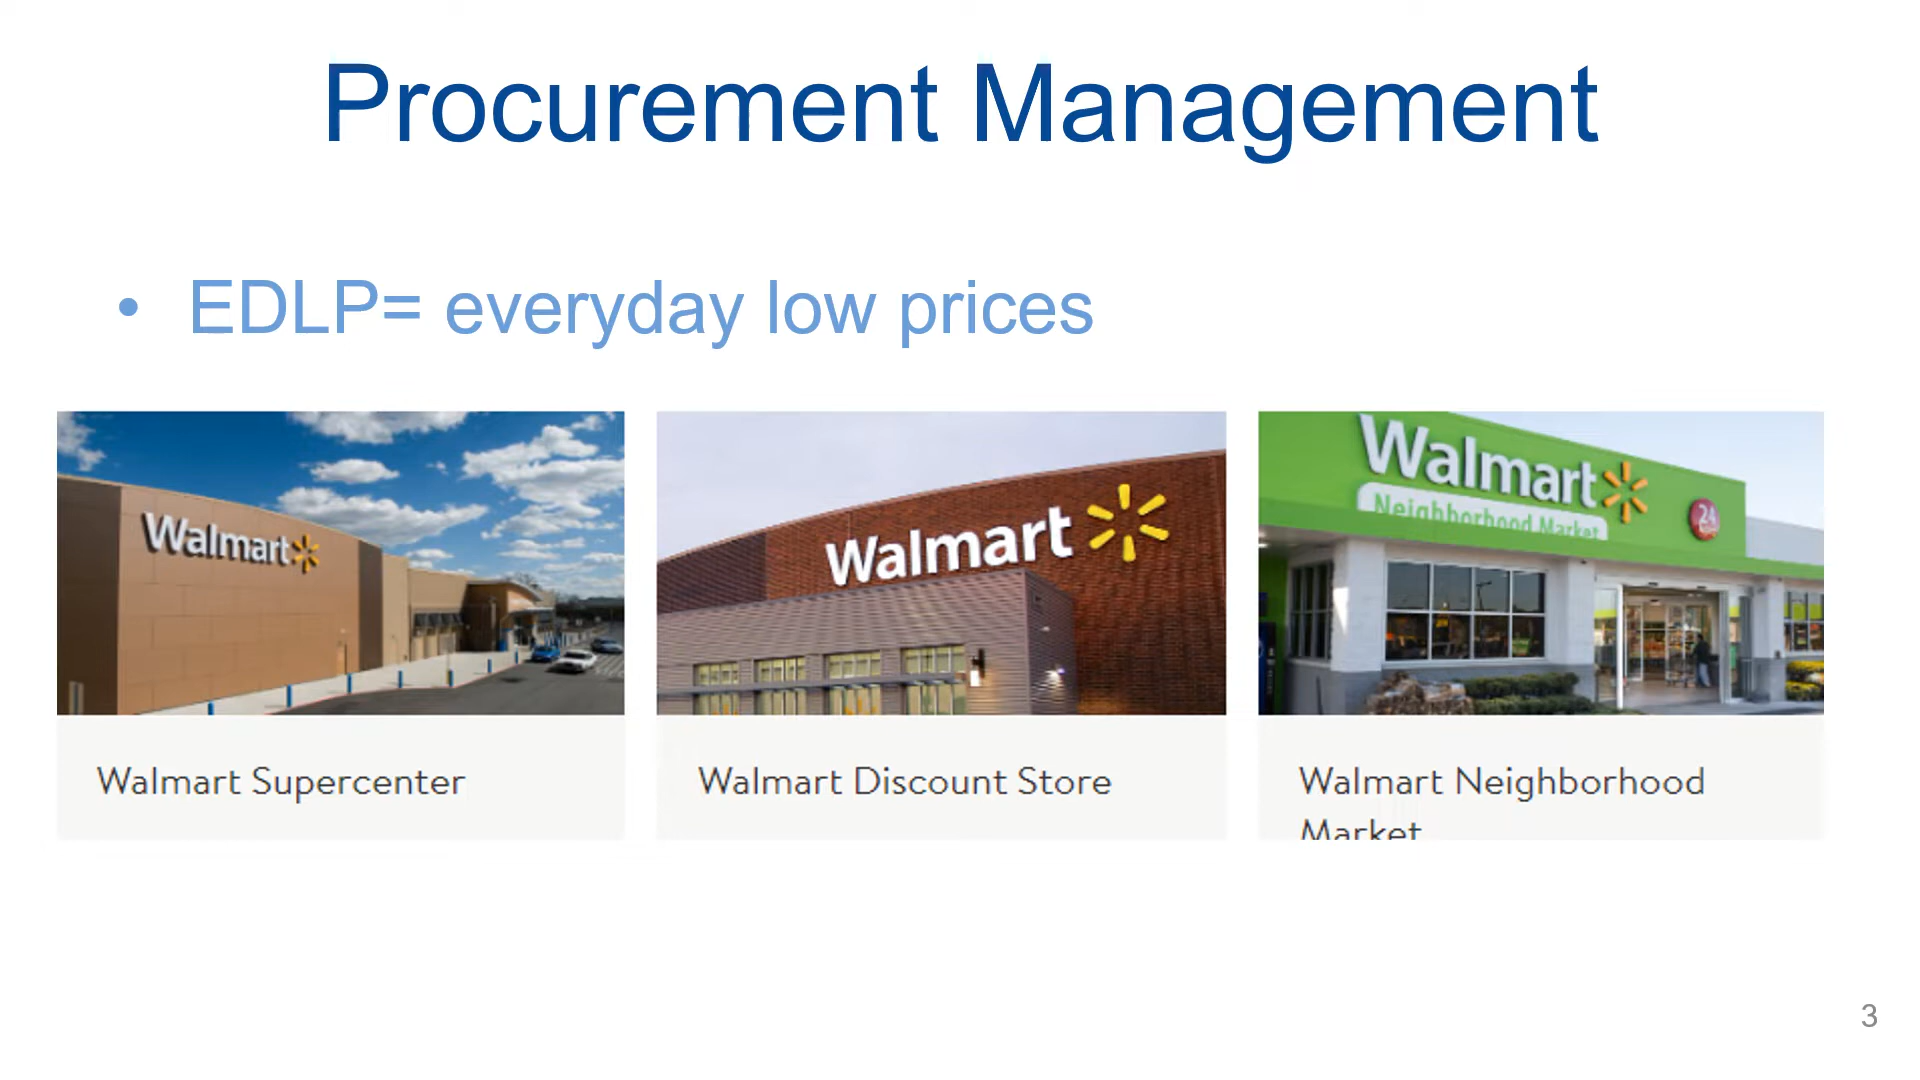 Procurement Management
• EDLP= everyday low prices
Walmart
Walmart
Walmart
Neighborhood Market
24
Walmart Supercenter
Walmart Discount Store
Walmart Neighborhood
Market
3